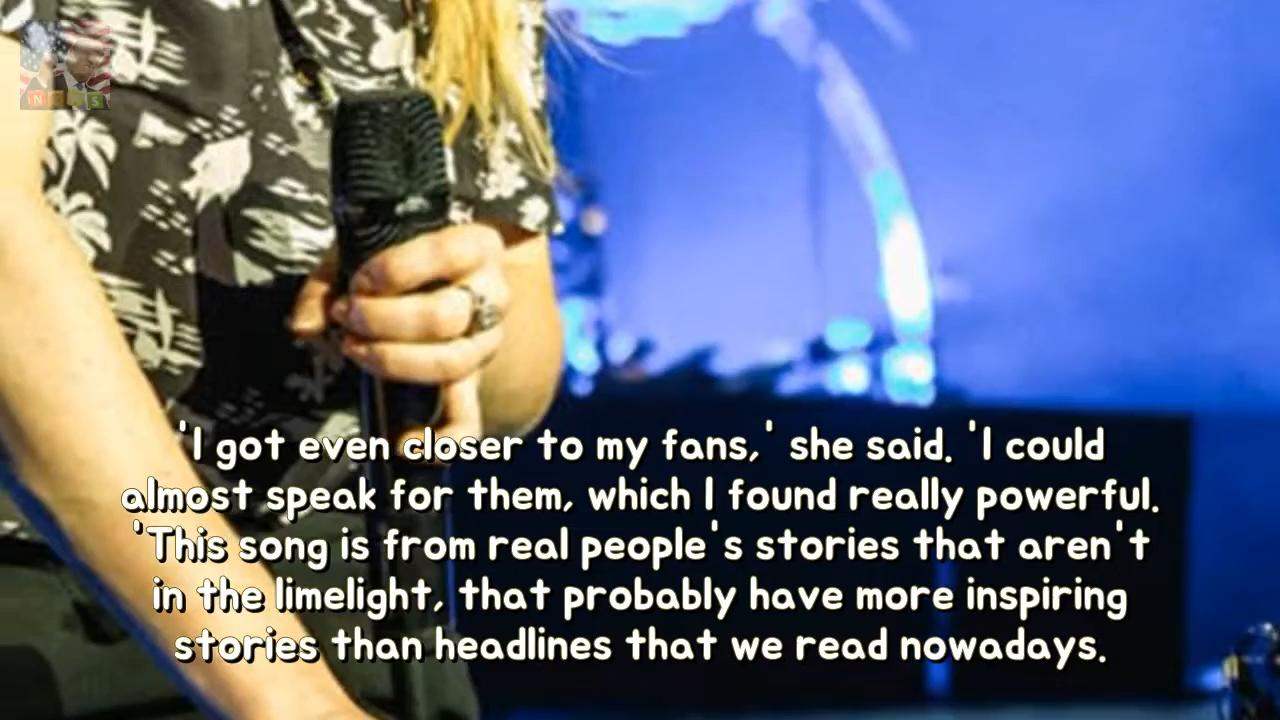 'I got even closer to my fans,' she said. 'I could
almost speak for them, which I found really powerful.
'This song is from real people's stories that aren't
in the limelight, that probably have more inspiring
stories than headlines that we read nowadays.